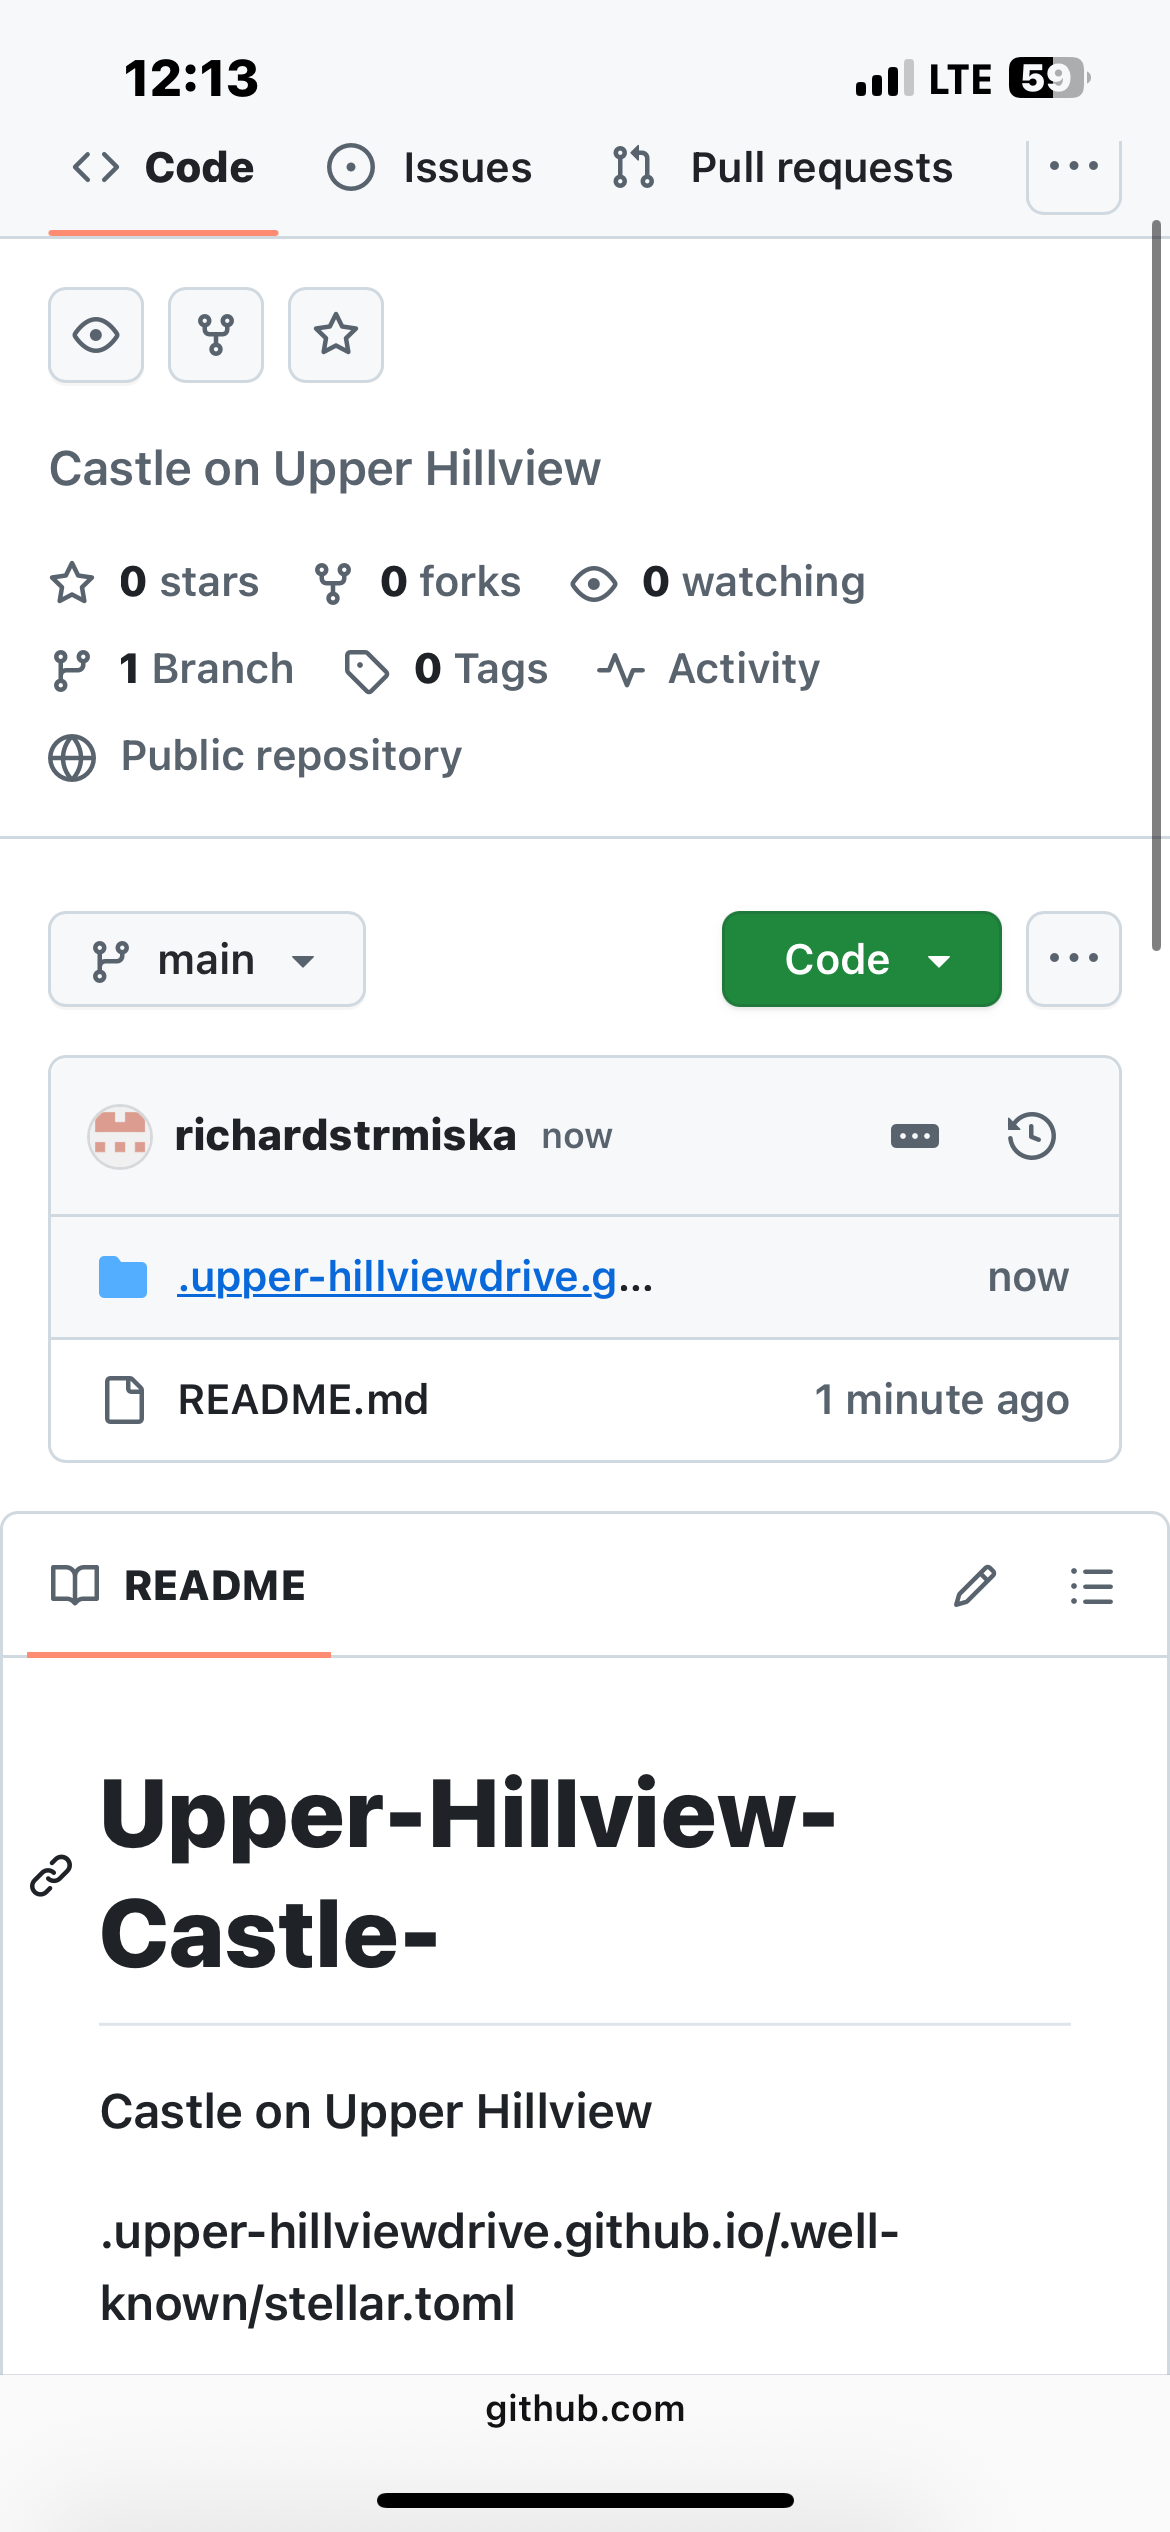 12:13 LTE 59
Code Issues Pull requests
Castle on Upper Hillview
0 stars 0 forks 0 watching
1 Branch 0 Tags Activity
Public repository
main Code
richardstrmiska now
.upper-hillviewdrive.g... now
README.md 1 minute ago
README
Upper-Hillview-
Castle-
Castle on Upper Hillview
.upper-hillviewdrive.github.io/.well-
known/stellar.toml
github.com